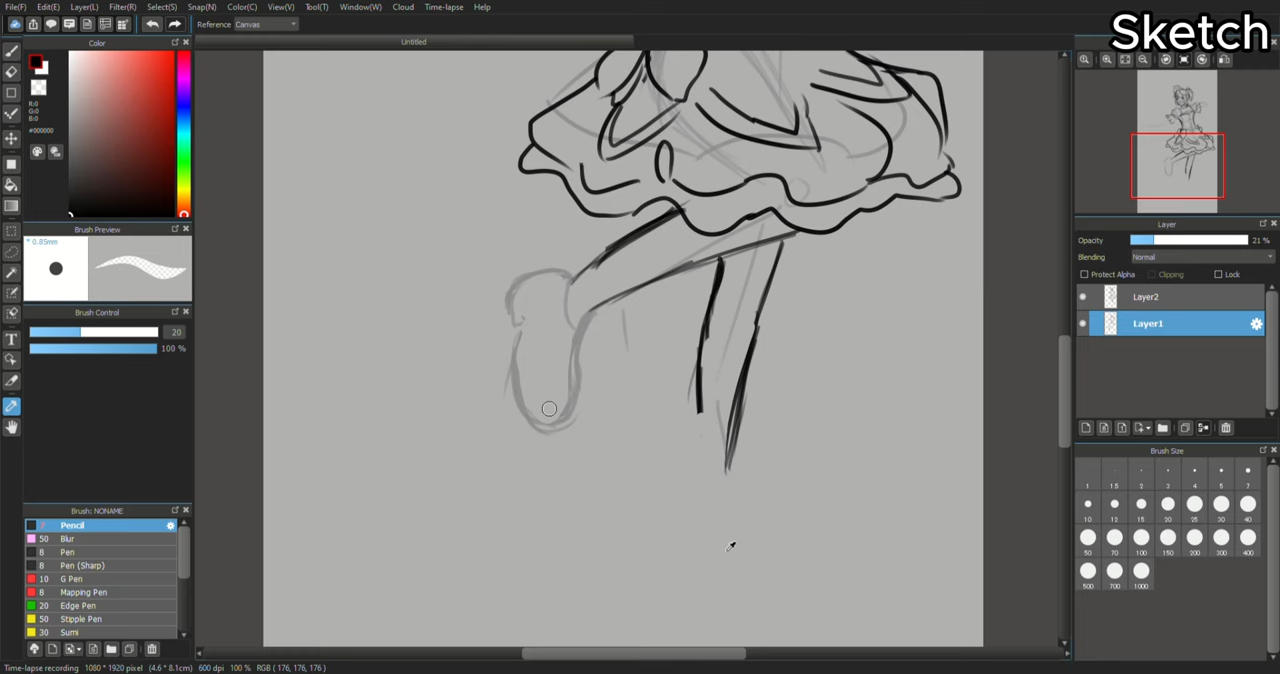 File(F) Edit(E) Layer(L) Filter(R) Select(S) Snap(N) Color(C) View(V) Tool(T) Window(W) Cloud Time-lapse Help
Sketch
Reference Canvas
Untitled
Color
R:0
G:0
B:0
#000000
Brush Preview
* 0.85mm
Brush Control
20
100 %
Brush: NONAME
7 Pencil
50 Blur
8 Pen
8 Pen (Sharp)
10 G Pen
8 Mapping Pen
20 Edge Pen
50 Stipple Pen
30 Sumi
Layer
Opacity 21 %
Blending Normal
Protect Alpha Clipping Lock
Layer2
Layer1
Brush Size
1 1.5 2 3 4 5 7
10 12 15 20 25 30 40
50 70 100 150 200 300 400
500 700 1000
Time-lapse recording 1080 * 1920 pixel (4.6 * 8.1cm) 600 dpi 100 % RGB ( 176, 176, 176 )